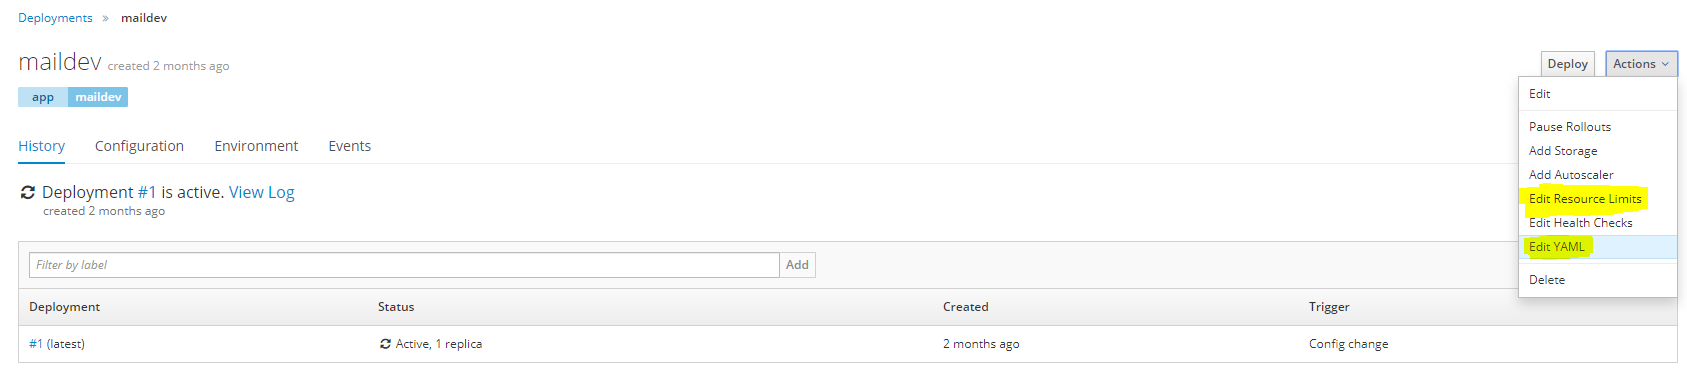 Deployments » maildev
maildev created 2 months ago
Deploy Actions
app maildev
Edit
Pause Rollouts
Add Storage
Add Autoscaler
Edit Resource Limits
Edit Health Checks
Edit YAML
Delete
History Configuration Environment Events
Deployment #1 is active. View Log
created 2 months ago
Filter by label Add
Deployment Status Created Trigger
#1 (latest) Active, 1 replica 2 months ago Config change